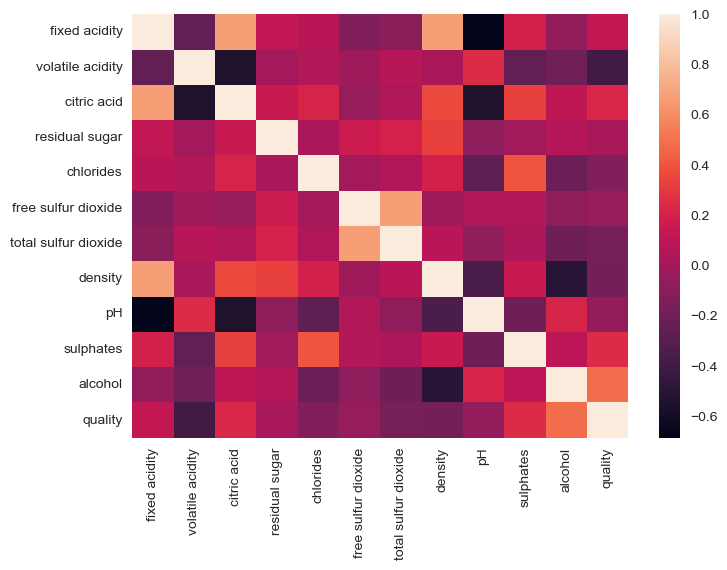 fixed acidity
volatile acidity
citric acid
residual sugar
chlorides
free sulfur dioxide
total sulfur dioxide
density
pH
sulphates
alcohol
quality
fixed acidity
volatile acidity
citric acid
residual sugar
chlorides
free sulfur dioxide
total sulfur dioxide
density
pH
sulphates
alcohol
quality
1.0
0.8
0.6
0.4
0.2
0.0
−0.2
−0.4
−0.6